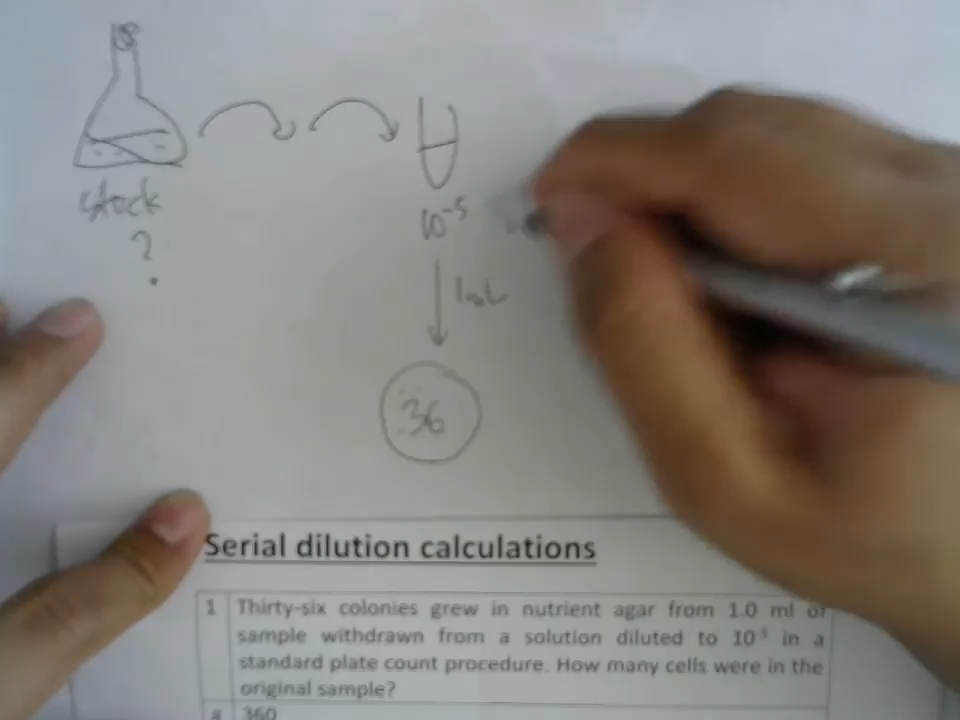 stock
?
10⁻⁵
1mL
36
Serial dilution calculations
1 Thirty-six colonies grew in nutrient agar from 1.0 ml of
sample withdrawn from a solution diluted to 10⁻⁵ in a
standard plate count procedure. How many cells were in the
original sample?
a 360